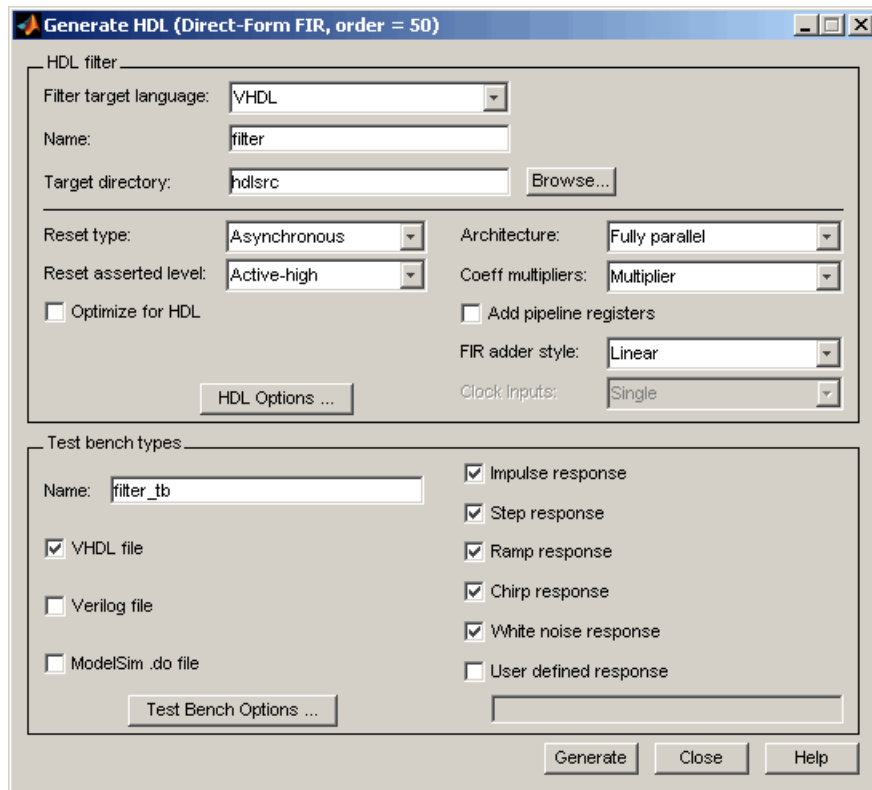 Generate HDL (Direct-Form FIR, order = 50)
HDL filter
Filter target language: VHDL
Name: filter
Target directory: hdlsrc Browse...
Reset type: Asynchronous Architecture: Fully parallel
Reset asserted level: Active-high Coeff multipliers: Multiplier
Optimize for HDL Add pipeline registers
FIR adder style: Linear
HDL Options ... Clock Inputs: Single
Test bench types
Impulse response
Name: filter_tb
Step response
VHDL file Ramp response
Chirp response
Verilog file
White noise response
ModelSim .do file User defined response
Test Bench Options ...
Generate Close Help